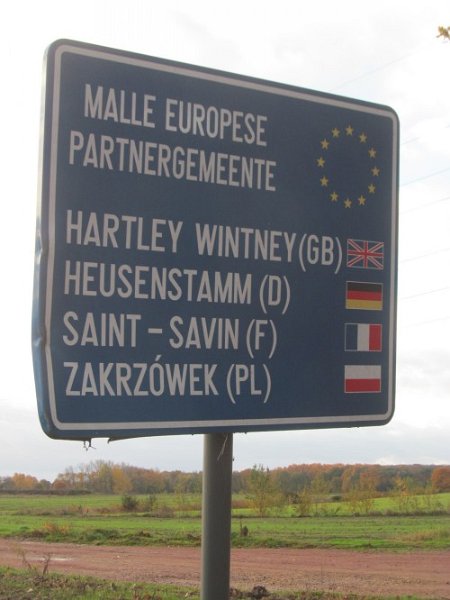 MALLE EUROPESE
PARTNERGEMEENTE
HARTLEY WINTNEY (GB)
HEUSENSTAMM (D)
SAINT-SAVIN (F)
ZAKRZÓWEK (PL)